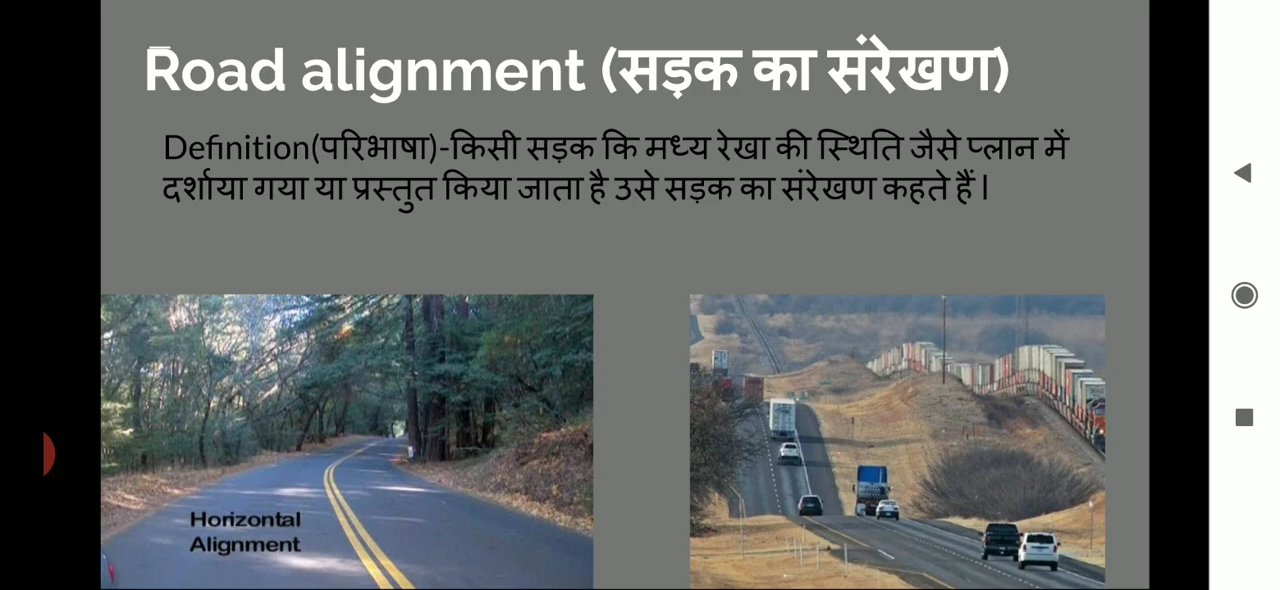 Road alignment (सड़क का संरेखण)
Definition(परिभाषा)-किसी सड़क कि मध्य रेखा की स्थिति जैसे प्लान में
दर्शाया गया या प्रस्तुत किया जाता है उसे सड़क का संरेखण कहते हैं।
Horizontal
Alignment